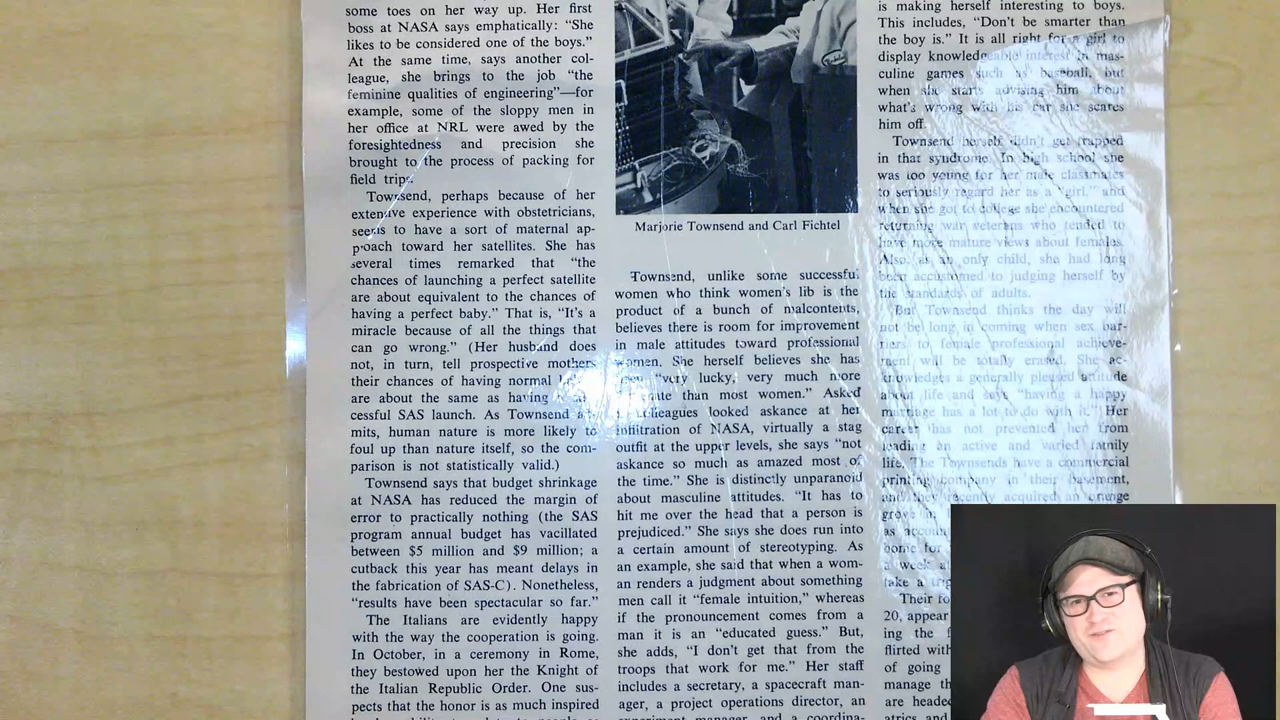 some toes on her way up. Her first
boss at NASA says emphatically: “She
likes to be considered one of the boys.”
At the same time, says another col-
league, she brings to the job “the
feminine qualities of engineering”—for
example, some of the sloppy men in
her office at NRL were awed by the
foresightedness and precision she
brought to the process of packing for
field trips.
Townsend, perhaps because of her
extensive experience with obstetricians,
seems to have a sort of maternal ap-
proach toward her satellites. She has
several times remarked that “the
chances of launching a perfect satellite
are about equivalent to the chances of
having a perfect baby.” That is, “It’s a
miracle because of all the things that
can go wrong.” (Her husband does
not, in turn, tell prospective mothers
their chances of having normal
are about the same as having
cessful SAS launch. As Townsend
mits, human nature is more likely to
foul up than nature itself, so the com-
parison is not statistically valid.)
Townsend says that budget shrinkage
at NASA has reduced the margin of
error to practically nothing (the SAS
program annual budget has vacillated
between $5 million and $9 million; a
cutback this year has meant delays in
the fabrication of SAS-C). Nonetheless,
“results have been spectacular so far.”
The Italians are evidently happy
with the way the cooperation is going.
In October, in a ceremony in Rome,
they bestowed upon her the Knight of
the Italian Republic Order. One sus-
pects that the honor is as much inspired
Marjorie Townsend and Carl Fichtel
Townsend, unlike some successful
women who think women’s lib is the
product of a bunch of malcontents,
believes there is room for improvement
in male attitudes toward professional
women. She herself believes she has
“very lucky, very much more
than most women.” Asked
colleagues looked askance at her
infiltration of NASA, virtually a stag
outfit at the upper levels, she says “not
askance so much as amazed most of
the time.” She is distinctly unparanoid
about masculine attitudes. “It has to
hit me over the head that a person is
prejudiced.” She says she does run into
a certain amount of stereotyping. As
an example, she said that when a wom-
an renders a judgment about something
men call it “female intuition,” whereas
if the pronouncement comes from a
man it is an “educated guess.” But,
she adds, “I don’t get that from the
troops that work for me.” Her staff
includes a secretary, a spacecraft man-
ager, a project operations director, an
experiment manager, and a coordina-
is making herself interesting to boys.
This includes, “Don’t be smarter than
the boy is.” It is all right for a girl to
display knowledgeable interest in mas-
culine games such as baseball, but
when she starts advising him about
what’s wrong with his car she scares
him off.
Townsend herself didn’t get trapped
in that syndrome. In high school she
was too young for her male classmates
to seriously regard her as a “girl,” and
when she got to college she encountered
returning war veterans who tended to
have more mature views about females.
Also, as an only child, she had long
been accustomed to judging herself by
the standards of adults.
But Townsend thinks the day will
not be long in coming when sex bar-
riers to female professional achieve-
ment will be totally erased. She ac-
knowledges a generally pleased attitude
about life and says “having a happy
marriage has a lot to do with it.” Her
career has not prevented her from
leading an active and varied family
life. The Townsends have a commercial
printing company in their basement,
and they recently acquired an orange
grove in
as
home for
a week
take a
Their
20, appear
ing the
flirted with
of going
manage
are
atrics and